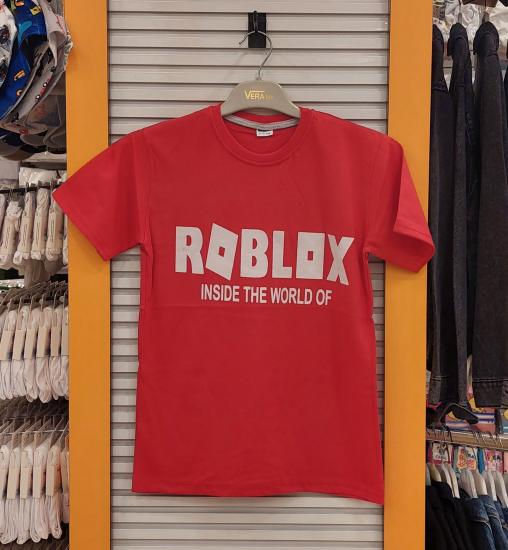 VERA
ROBLOX
INSIDE THE WORLD OF